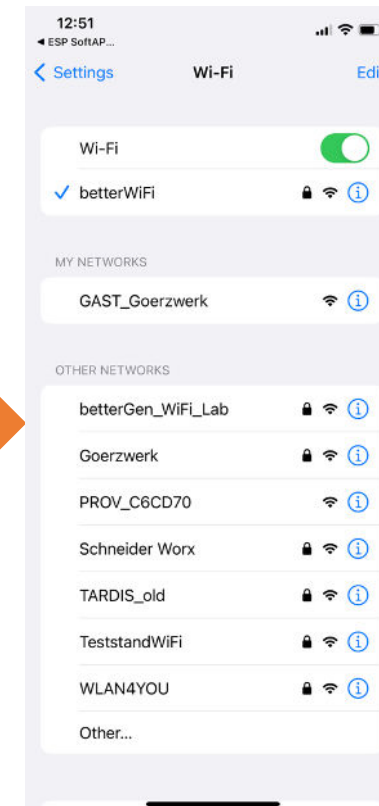 12:51
ESP SoftAP...
Settings
Wi-Fi
Edi
Wi-Fi
betterWiFi
MY NETWORKS
GAST_Goerzwerk
OTHER NETWORKS
betterGen_WiFi_Lab
Goerzwerk
PROV_C6CD70
Schneider Worx
TARDIS_old
TeststandWiFi
WLAN4YOU
Other...